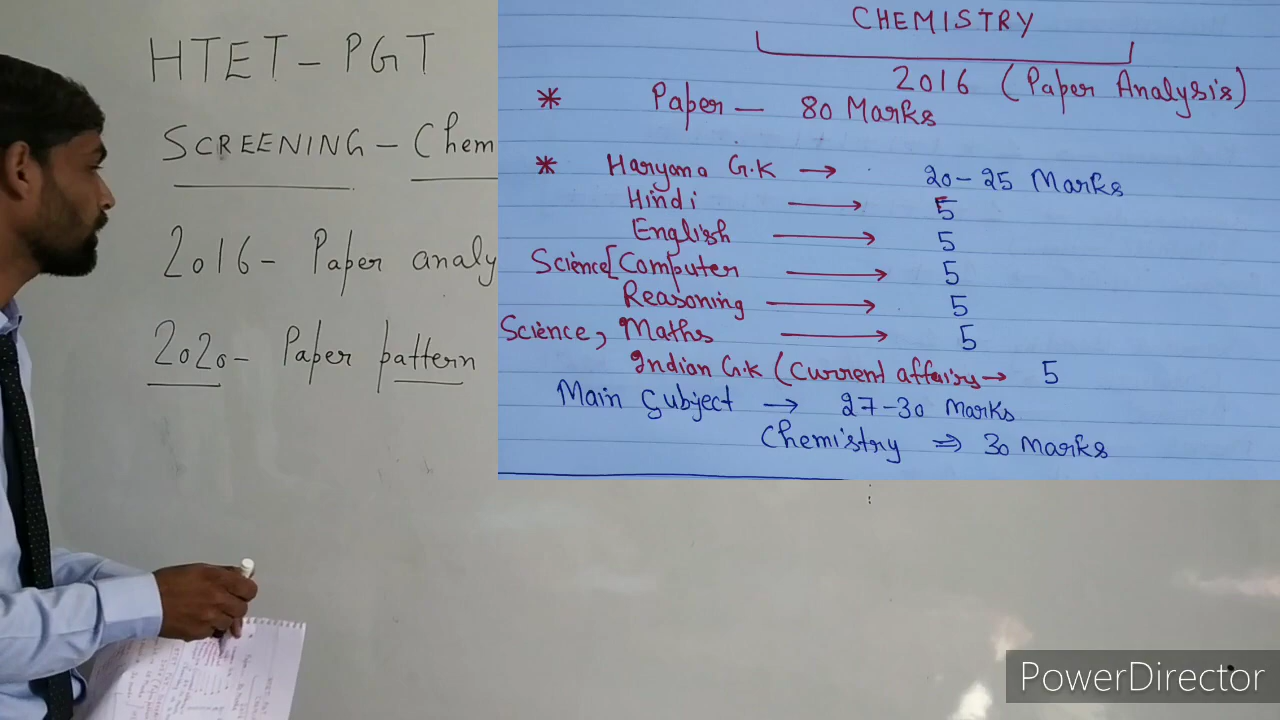 HTET - PGT
SCREENING - Chem
2016 - Paper analy
2020 - Paper pattern
CHEMISTRY
2016 (Paper Analysis)
* Paper - 80 Marks
* Haryana G.K → 20-25 Marks
Hindi → 5
English → 5
Science [Computer → 5
Reasoning → 5
Science, Maths → 5
Indian G.K (Current affairs → 5
Main Subject → 27-30 Marks
Chemistry ⇒ 30 marks
PowerDirector